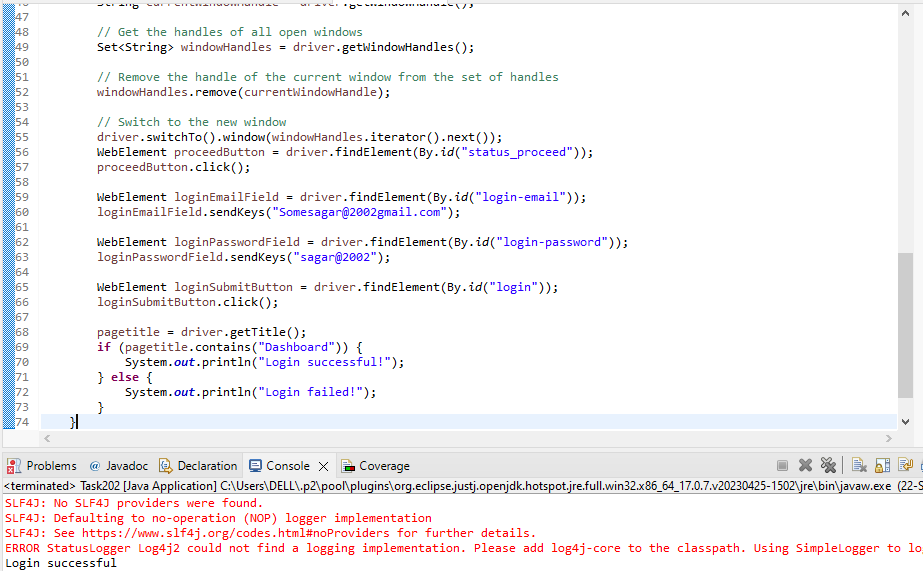 47
48 // Get the handles of all open windows
49 Set<String> windowHandles = driver.getWindowHandles();
50
51 // Remove the handle of the current window from the set of handles
52 windowHandles.remove(currentWindowHandle);
53
54 // Switch to the new window
55 driver.switchTo().window(windowHandles.iterator().next());
56 WebElement proceedButton = driver.findElement(By.id("status_proceed"));
57 proceedButton.click();
58
59 WebElement loginEmailField = driver.findElement(By.id("login-email"));
60 loginEmailField.sendKeys("Somesagar@2002gmail.com");
61
62 WebElement loginPasswordField = driver.findElement(By.id("login-password"));
63 loginPasswordField.sendKeys("sagar@2002");
64
65 WebElement loginSubmitButton = driver.findElement(By.id("login"));
66 loginSubmitButton.click();
67
68 pagetitle = driver.getTitle();
69 if (pagetitle.contains("Dashboard")) {
70 System.out.println("Login successful!");
71 } else {
72 System.out.println("Login failed!");
73 }
74 }
Problems @ Javadoc Declaration Console Coverage
<terminated> Task202 [Java Application] C:\Users\DELL\.p2\pool\plugins\org.eclipse.justj.openjdk.hotspot.jre.full.win32.x86_64_17.0.7.v20230425-1502\jre\bin\javaw.exe (22-S
SLF4J: No SLF4J providers were found.
SLF4J: Defaulting to no-operation (NOP) logger implementation
SLF4J: See https://www.slf4j.org/codes.html#noProviders for further details.
ERROR StatusLogger Log4j2 could not find a logging implementation. Please add log4j-core to the classpath. Using SimpleLogger to lo
Login successful